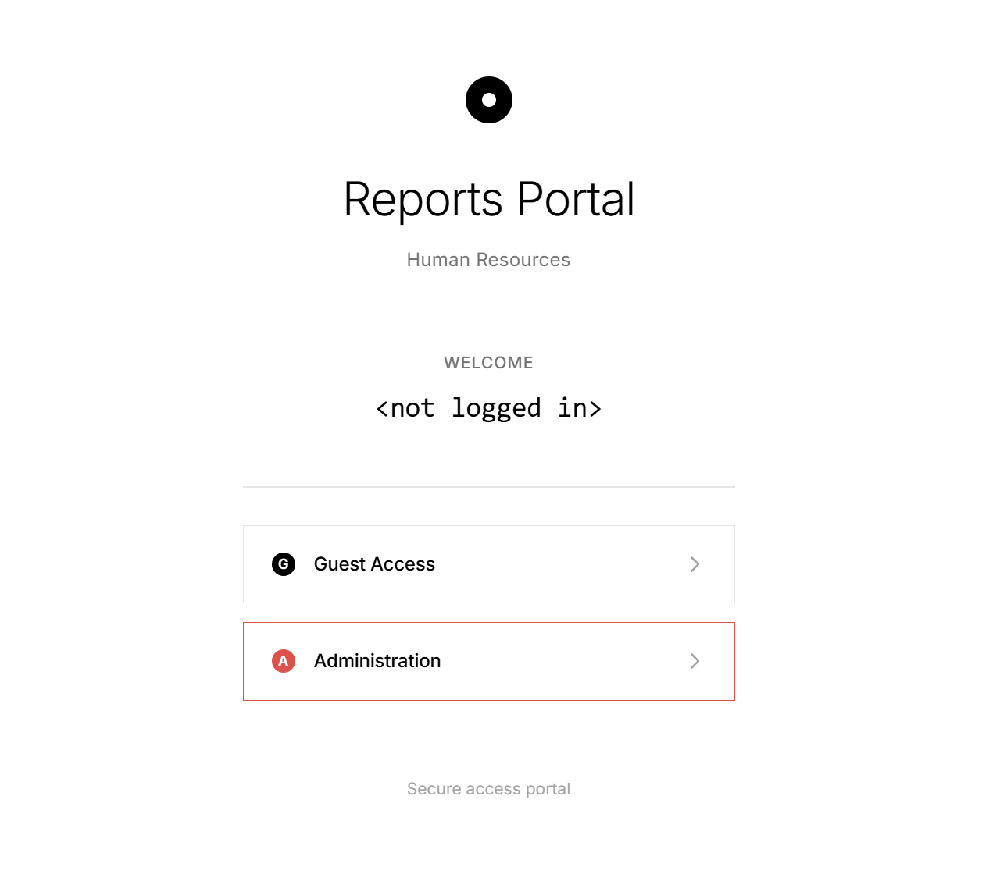 Reports Portal
Human Resources
WELCOME
<not logged in>
G Guest Access
A Administration
Secure access portal